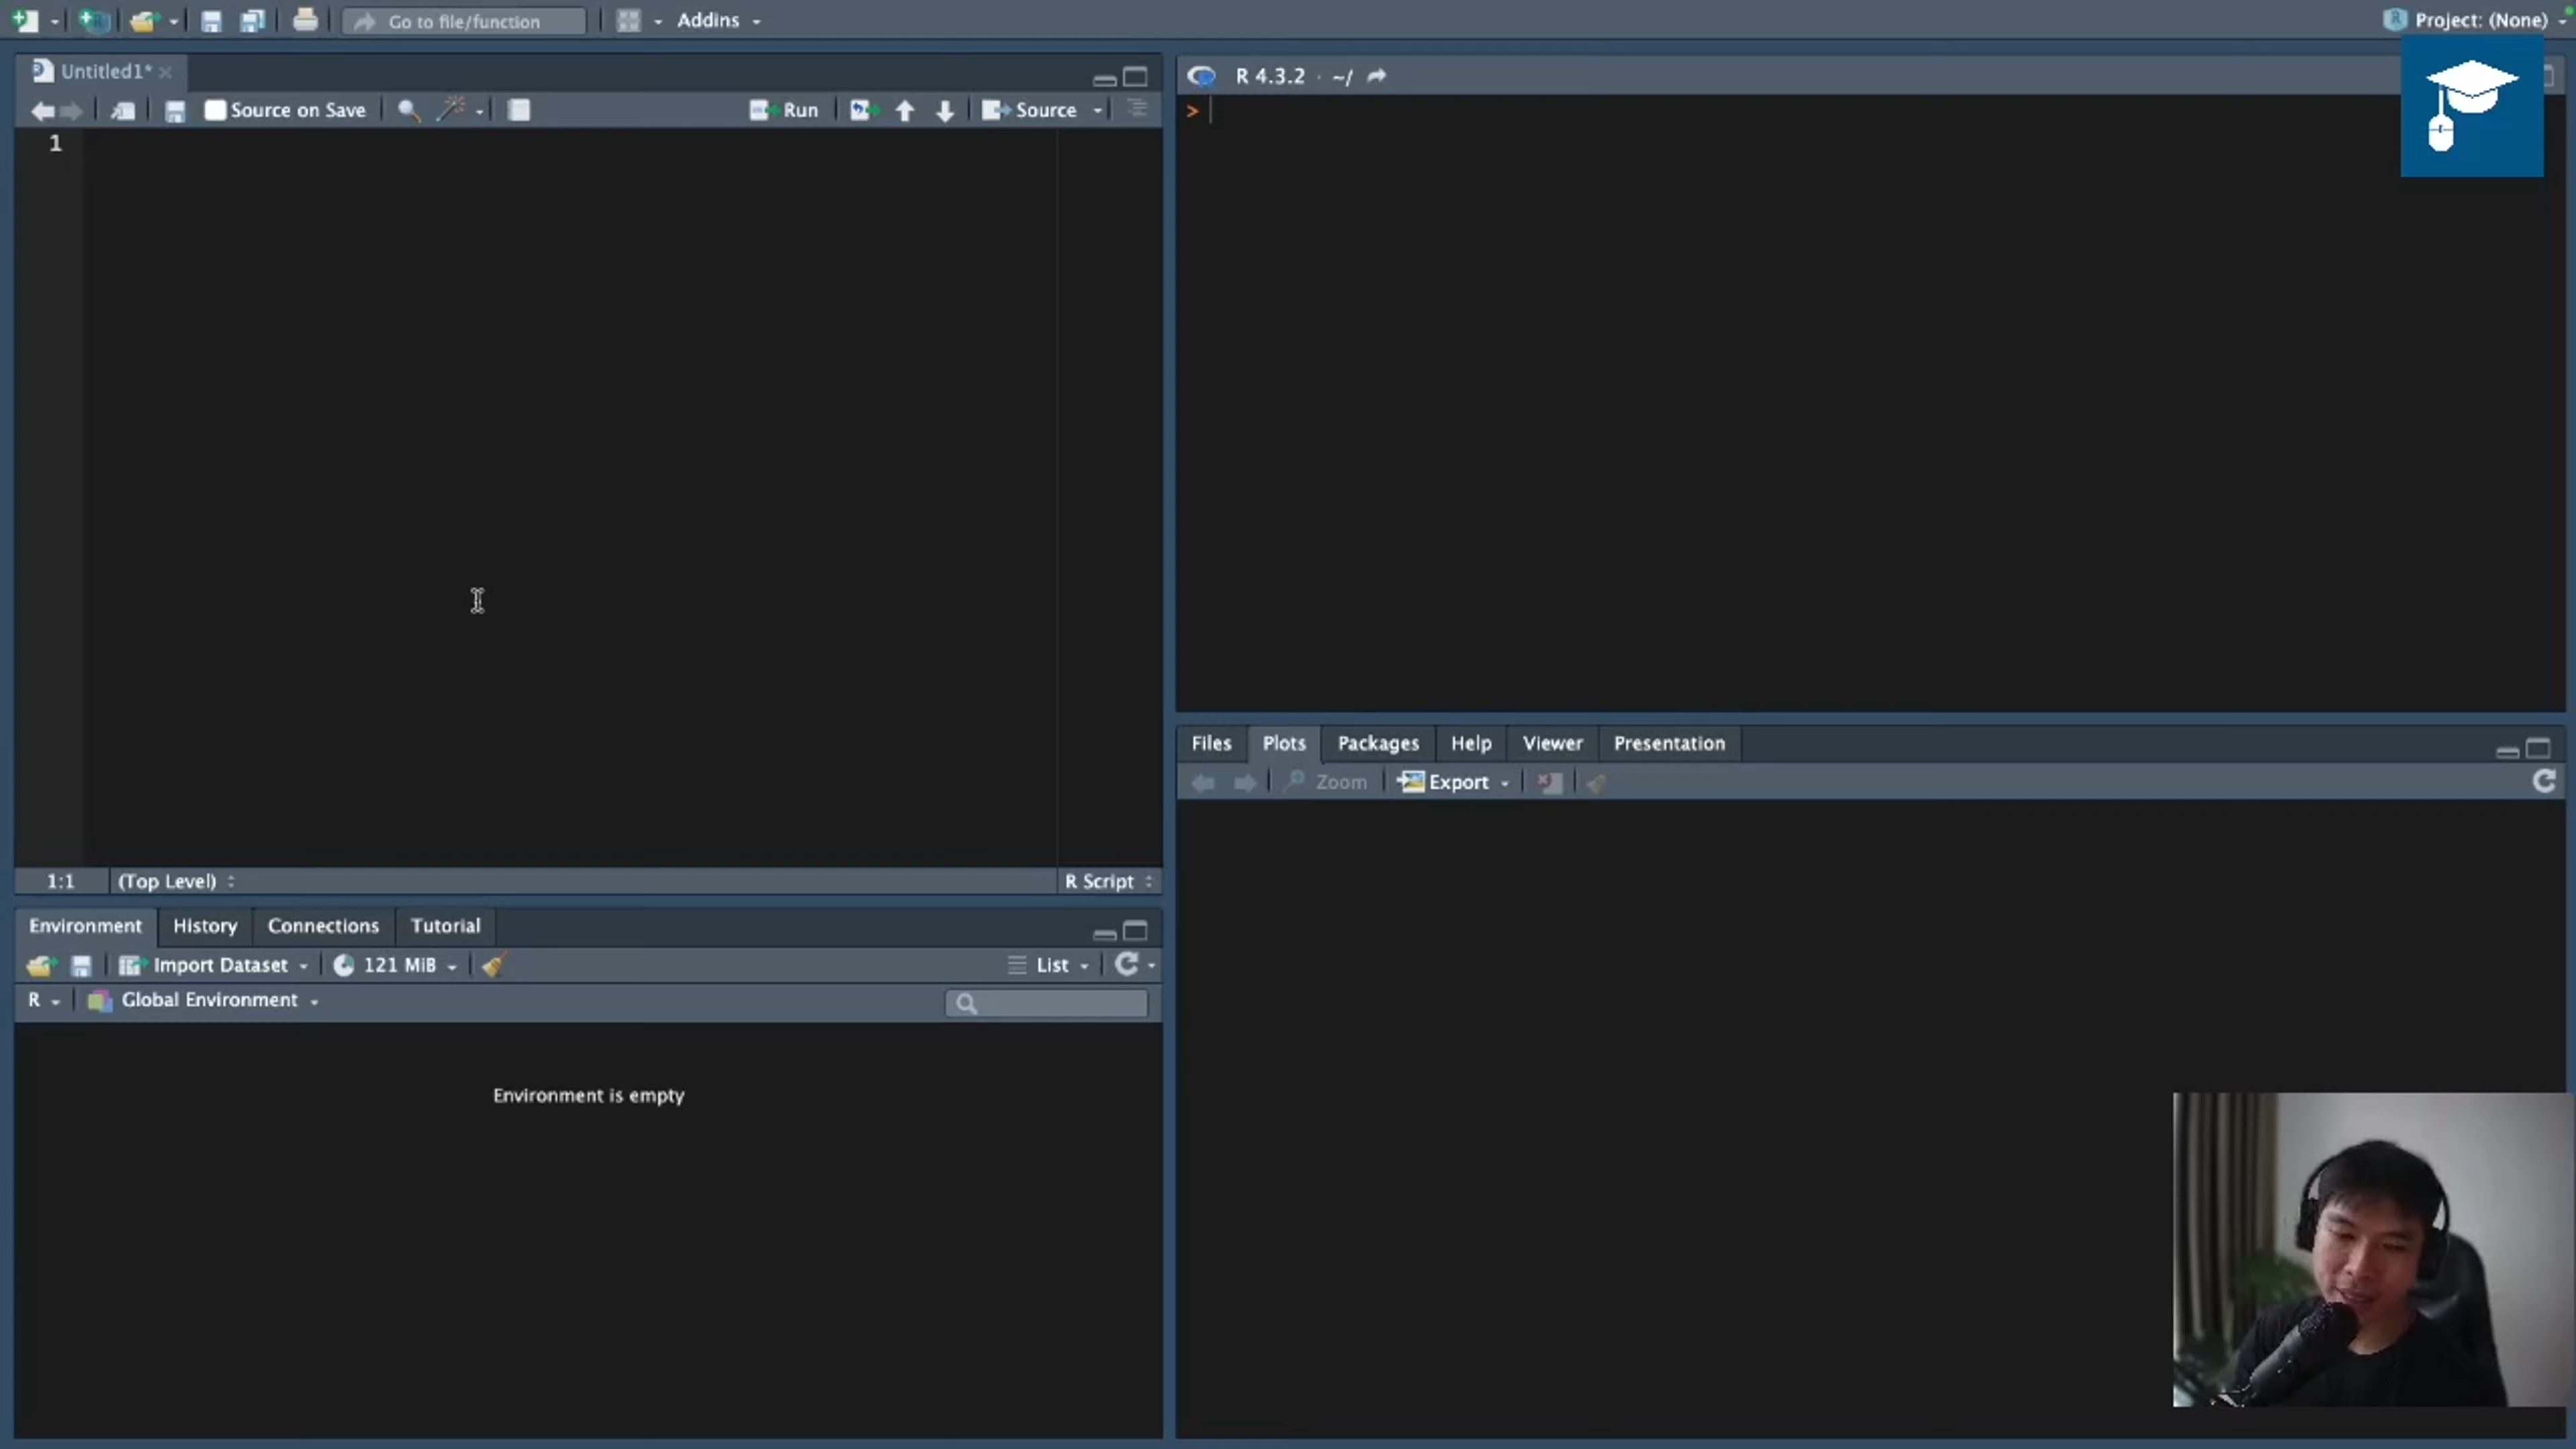 Go to file/function
Addins
Project: (None)
Untitled1*
Source on Save
Run
Source
1
1:1
(Top Level)
R Script
R 4.3.2 · ~/
>
Environment
History
Connections
Tutorial
Import Dataset
121 MiB
List
R
Global Environment
Environment is empty
Files
Plots
Packages
Help
Viewer
Presentation
Zoom
Export